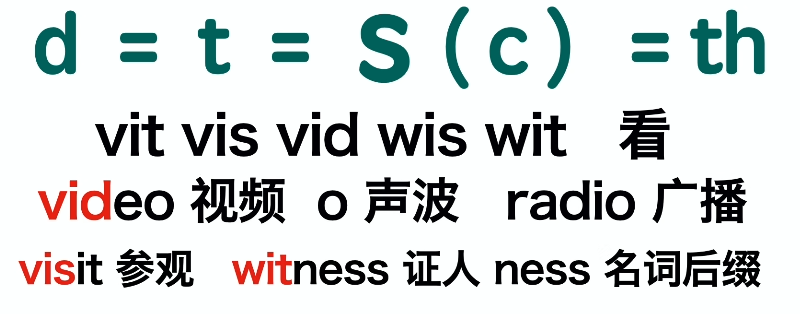 d = t = S (c) = th
vit vis vid wis wit 看
video 视频 o 声波 radio 广播
visit 参观 witness 证人 ness 名词后缀